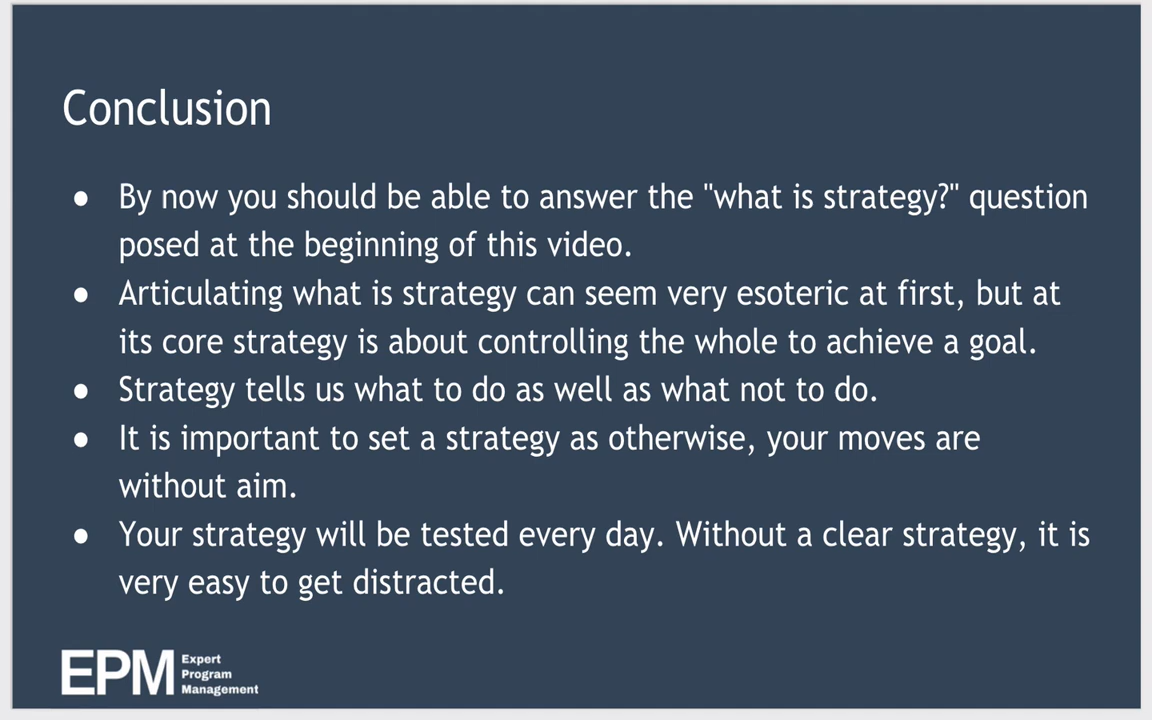 Conclusion
● By now you should be able to answer the "what is strategy?" question
posed at the beginning of this video.
● Articulating what is strategy can seem very esoteric at first, but at
its core strategy is about controlling the whole to achieve a goal.
● Strategy tells us what to do as well as what not to do.
● It is important to set a strategy as otherwise, your moves are
without aim.
● Your strategy will be tested every day. Without a clear strategy, it is
very easy to get distracted.
EPM
Expert
Program
Management